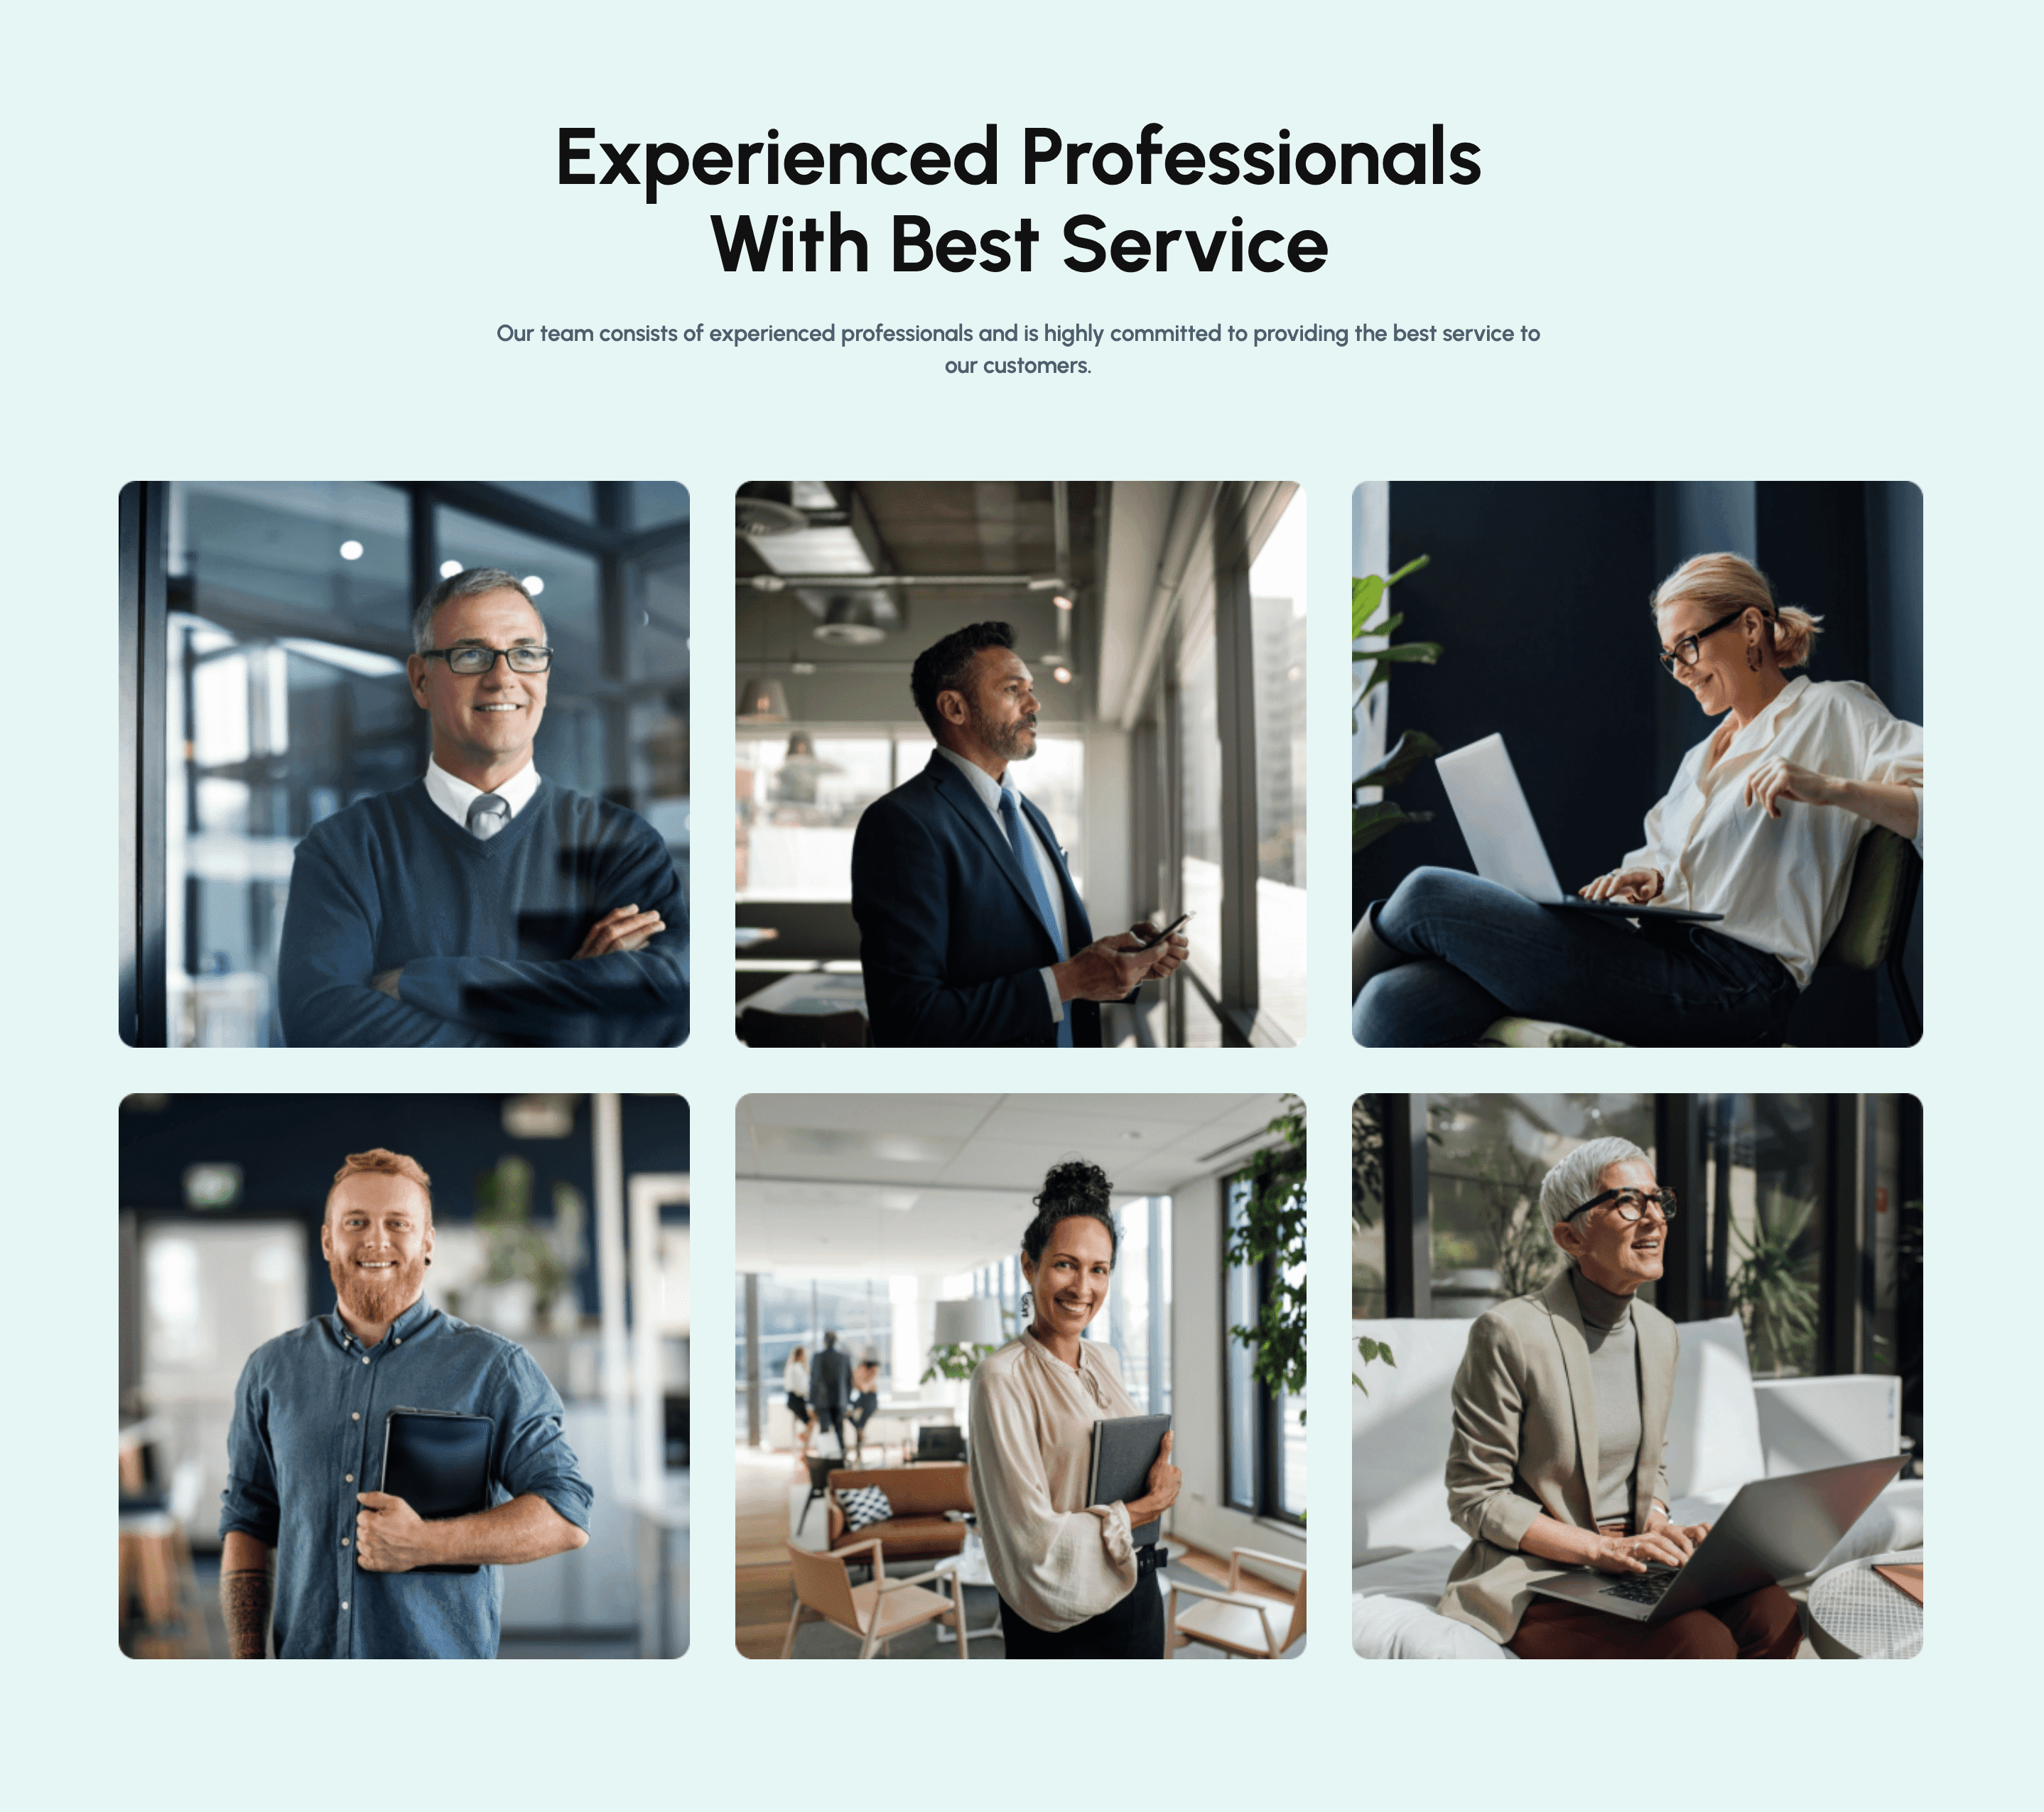 Experienced Professionals
With Best Service
Our team consists of experienced professionals and is highly committed to providing the best service to
our customers.